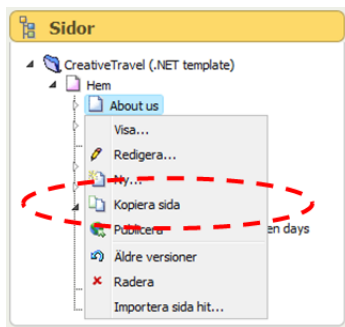 Sidor
CreativeTravel (.NET template)
Hem
About us
Visa...
Redigera...
Ny...
Kopiera sida
Publicera
en days
Äldre versioner
Radera
Importera sida hit...